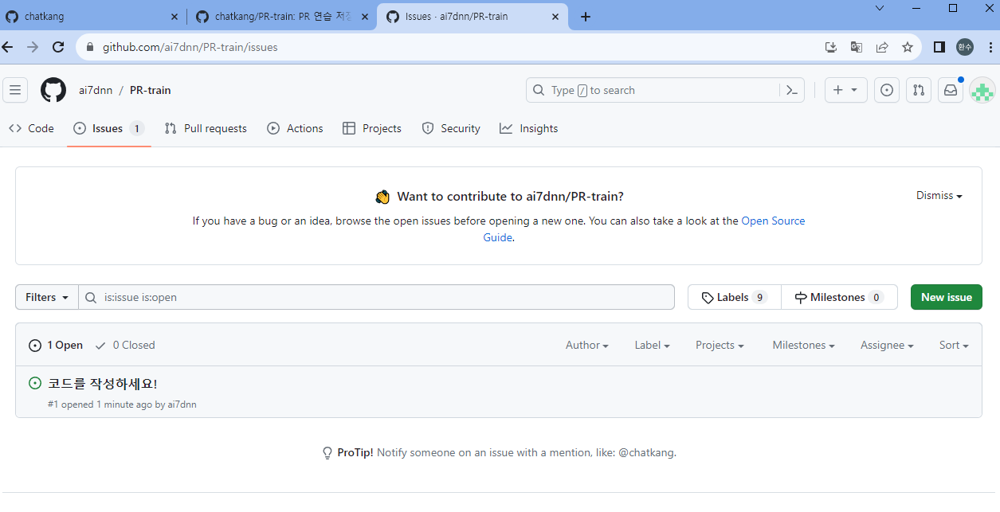 chatkang
chatkang/PR-train: PR 연습 저장
Issues · ai7dnn/PR-train
github.com/ai7dnn/PR-train/issues
환수
ai7dnn / PR-train
Type / to search
Code
Issues 1
Pull requests
Actions
Projects
Security
Insights
Want to contribute to ai7dnn/PR-train?
Dismiss
If you have a bug or an idea, browse the open issues before opening a new one. You can also take a look at the Open Source
Guide.
Filters
is:issue is:open
Labels 9
Milestones 0
New issue
1 Open
0 Closed
Author
Label
Projects
Milestones
Assignee
Sort
코드를 작성하세요!
#1 opened 1 minute ago by ai7dnn
ProTip! Notify someone on an issue with a mention, like: @chatkang.